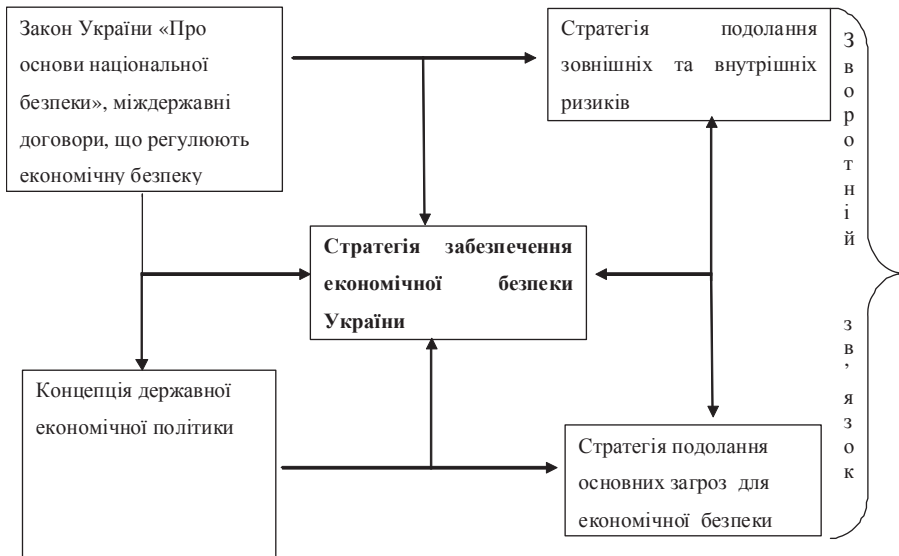 Закон України «Про
основи національної
безпеки», міждержавні
договори, що регулюють
економічну безпеку
Стратегія подолання
зовнішніх та внутрішніх
ризиків
Стратегія забезпечення
економічної безпеки
України
Концепція державної
економічної політики
Стратегія подолання
основних загроз для
економічної безпеки
Зворотній зв’язок